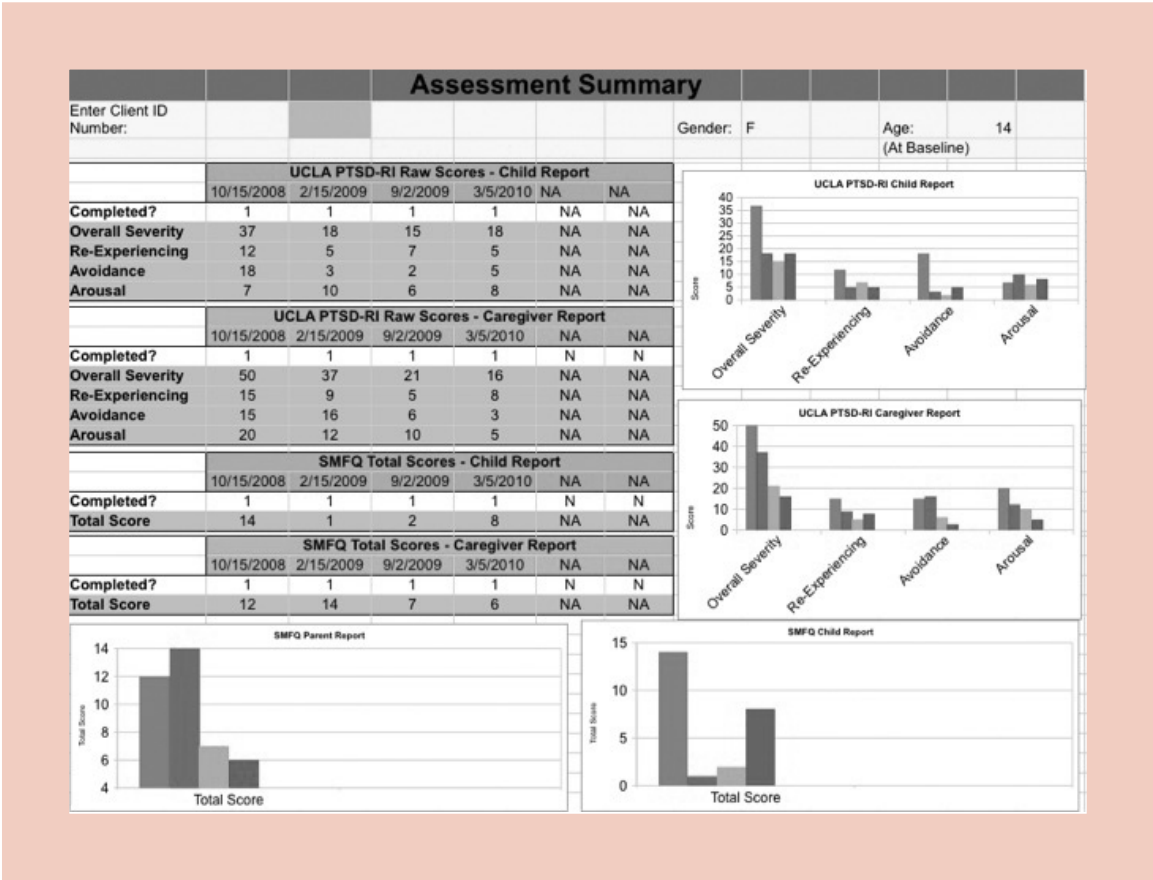 Assessment Summary
Enter Client ID
Number:
Gender: F Age: 14
(At Baseline)
UCLA PTSD-RI Raw Scores - Child Report
10/15/2008 2/15/2009 9/2/2009 3/5/2010 NA NA
Completed? 1 1 1 1 NA NA
Overall Severity 37 18 15 18 NA NA
Re-Experiencing 12 5 7 5 NA NA
Avoidance 18 3 2 5 NA NA
Arousal 7 10 6 8 NA NA
UCLA PTSD-RI Raw Scores - Caregiver Report
10/15/2008 2/15/2009 9/2/2009 3/5/2010 NA NA
Completed? 1 1 1 1 N N
Overall Severity 50 37 21 16 NA NA
Re-Experiencing 15 9 5 8 NA NA
Avoidance 15 16 6 3 NA NA
Arousal 20 12 10 5 NA NA
SMFQ Total Scores - Child Report
10/15/2008 2/15/2009 9/2/2009 3/5/2010 NA NA
Completed? 1 1 1 1 N N
Total Score 14 1 2 8 NA NA
SMFQ Total Scores - Caregiver Report
10/15/2008 2/15/2009 9/2/2009 3/5/2010 NA NA
Completed? 1 1 1 1 N N
Total Score 12 14 7 6 NA NA
UCLA PTSD-RI Child Report
40
35
30
25
20
15
10
5
0
Score
Overall Severity
Re-Experiencing
Avoidance
Arousal
UCLA PTSD-RI Caregiver Report
50
40
30
20
10
0
Score
Overall Severity
Re-Experiencing
Avoidance
Arousal
SMFQ Parent Report
14
12
10
8
6
4
Total Score
Total Score
SMFQ Child Report
15
10
5
0
Total Score
Total Score